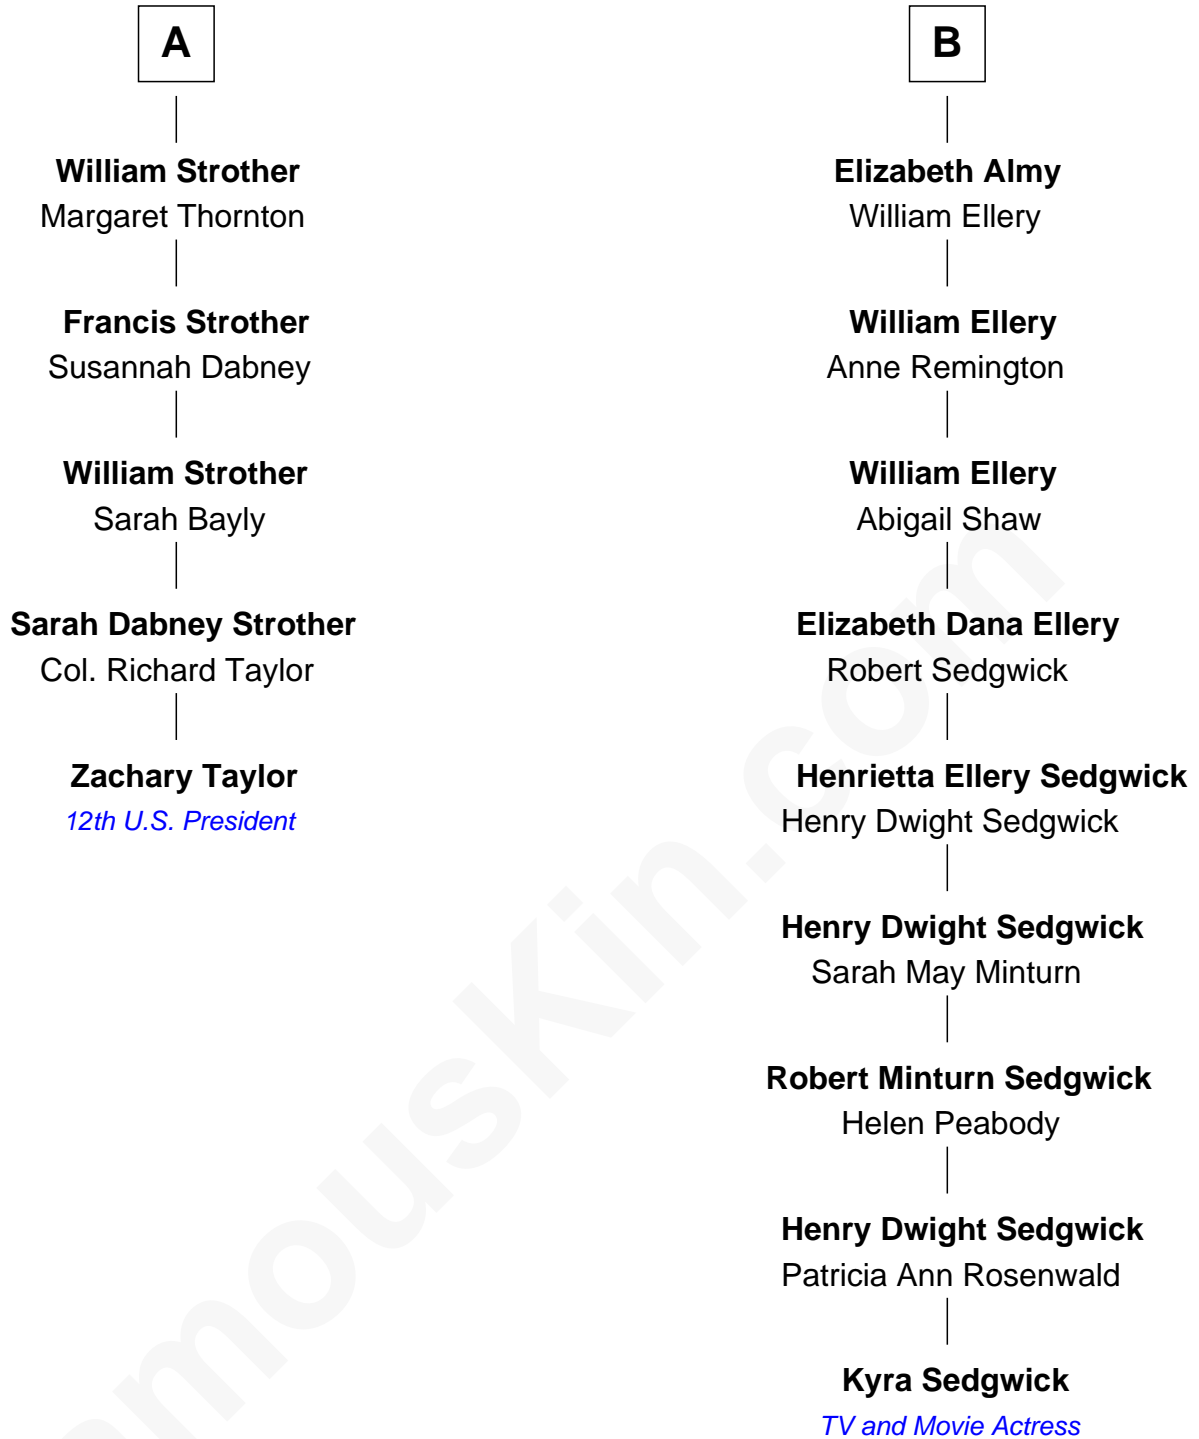 A
William Strother
Margaret Thornton
Francis Strother
Susannah Dabney
William Strother
Sarah Bayly
Sarah Dabney Strother
Col. Richard Taylor
Zachary Taylor
12th U.S. President
B
Elizabeth Almy
William Ellery
William Ellery
Anne Remington
William Ellery
Abigail Shaw
Elizabeth Dana Ellery
Robert Sedgwick
Henrietta Ellery Sedgwick
Henry Dwight Sedgwick
Henry Dwight Sedgwick
Sarah May Minturn
Robert Minturn Sedgwick
Helen Peabody
Henry Dwight Sedgwick
Patricia Ann Rosenwald
Kyra Sedgwick
TV and Movie Actress
amouskin.com